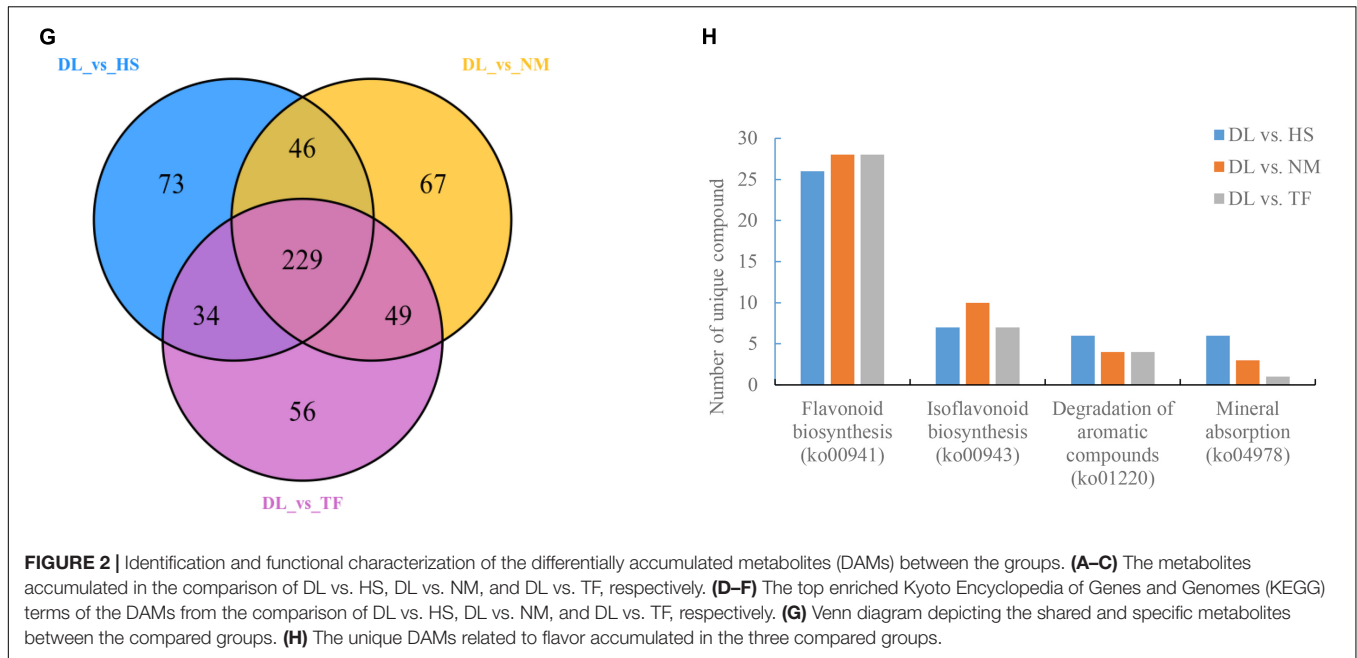 G
DL_vs_HS
DL_vs_NM
46
73
67
229
34
49
56
DL_vs_TF
H
DL vs. HS
DL vs. NM
DL vs. TF
Number of unique compound
30
25
20
15
10
5
0
Flavonoid
biosynthesis
(ko00941)
Isoflavonoid
biosynthesis
(ko00943)
Degradation of
aromatic
compounds
(ko01220)
Mineral
absorption
(ko04978)
FIGURE 2 | Identification and functional characterization of the differentially accumulated metabolites (DAMs) between the groups. (A–C) The metabolites
accumulated in the comparison of DL vs. HS, DL vs. NM, and DL vs. TF, respectively. (D–F) The top enriched Kyoto Encyclopedia of Genes and Genomes (KEGG)
terms of the DAMs from the comparison of DL vs. HS, DL vs. NM, and DL vs. TF, respectively. (G) Venn diagram depicting the shared and specific metabolites
between the compared groups. (H) The unique DAMs related to flavor accumulated in the three compared groups.